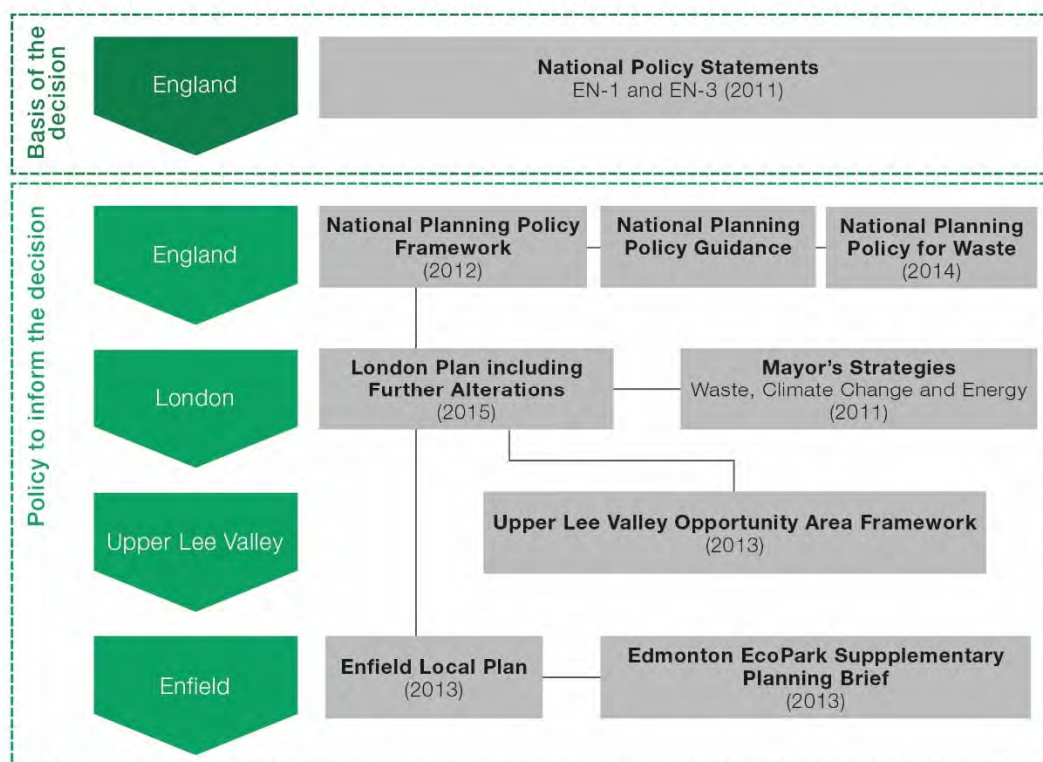 Basis of the
decision
England
National Policy Statements
EN-1 and EN-3 (2011)
Policy to inform the decision
England
National Planning Policy
Framework
(2012)
National Planning
Policy Guidance
National Planning
Policy for Waste
(2014)
London
London Plan including
Further Alterations
(2015)
Mayor's Strategies
Waste, Climate Change and Energy
(2011)
Upper Lee Valley
Upper Lee Valley Opportunity Area Framework
(2013)
Enfield
Enfield Local Plan
(2013)
Edmonton EcoPark Suppplementary
Planning Brief
(2013)